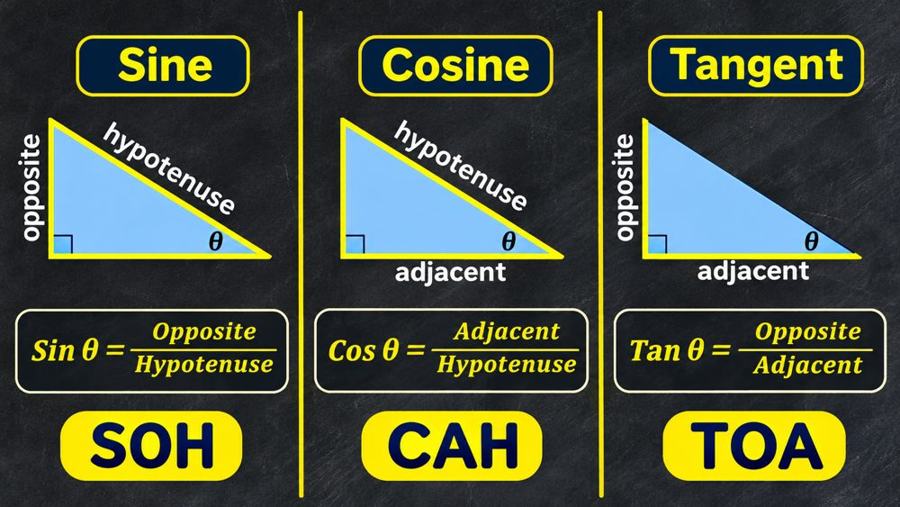 Sine
opposite
hypotenuse
θ
Sin θ = Opposite / Hypotenuse
SOH
Cosine
hypotenuse
θ
adjacent
Cos θ = Adjacent / Hypotenuse
CAH
Tangent
opposite
θ
adjacent
Tan θ = Opposite / Adjacent
TOA